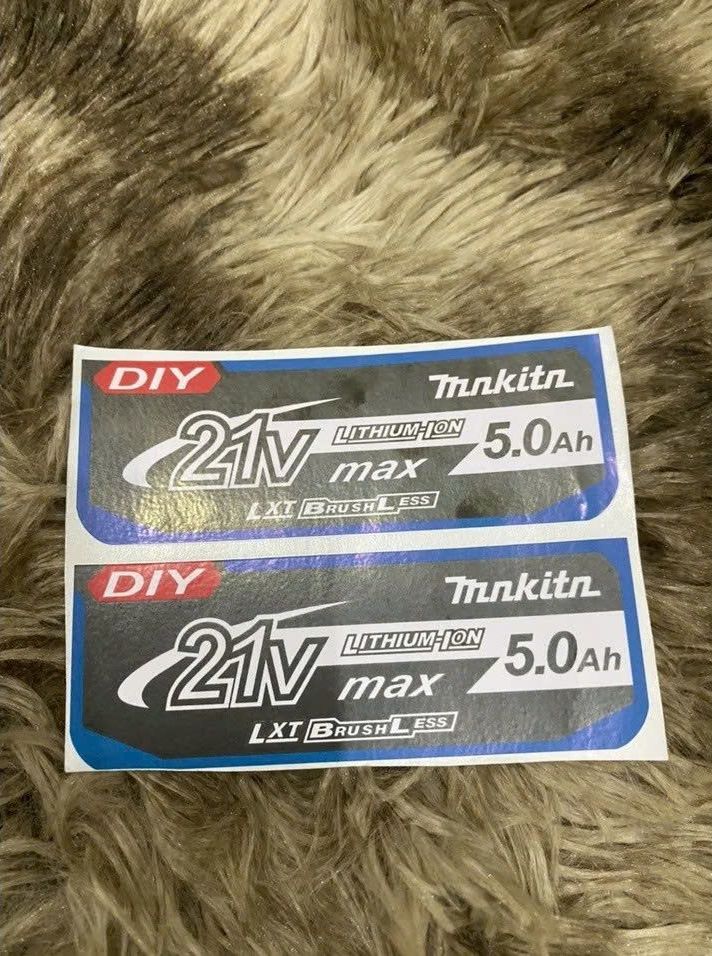 DIY
mnkitn
21V
LITHIUM-ION
max
5.0Ah
LXT BRUSHLESS
DIY
mnkitn
21V
LITHIUM-ION
max
5.0Ah
LXT BRUSHLESS